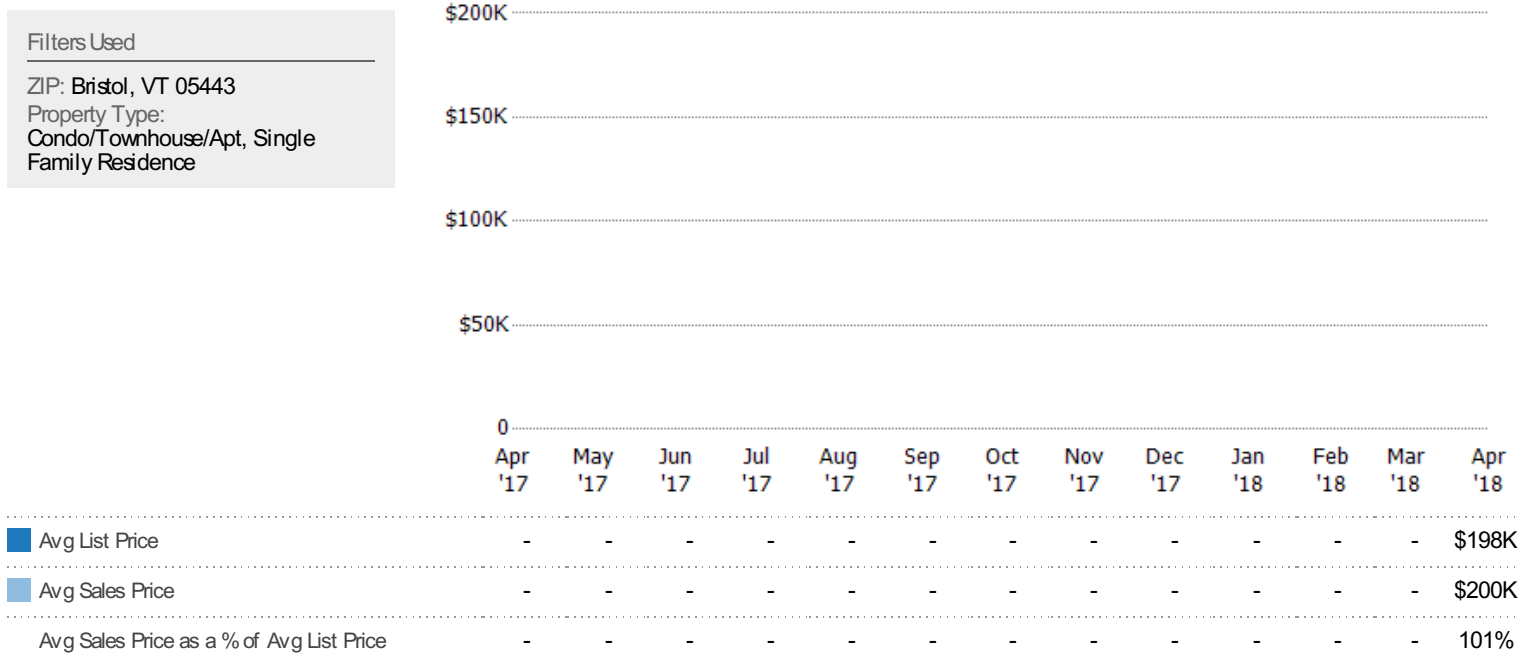 Filters Used
ZIP: Bristol, VT 05443
Property Type:
Condo/Townhouse/Apt, Single
Family Residence
$200K
$150K
$100K
$50K
0
Apr May Jun Jul Aug Sep Oct Nov Dec Jan Feb Mar Apr
'17 '17 '17 '17 '17 '17 '17 '17 '17 '18 '18 '18 '18
Avg List Price - - - - - - - - - - - - $198K
Avg Sales Price - - - - - - - - - - - - $200K
Avg Sales Price as a % of Avg List Price - - - - - - - - - - - - 101%